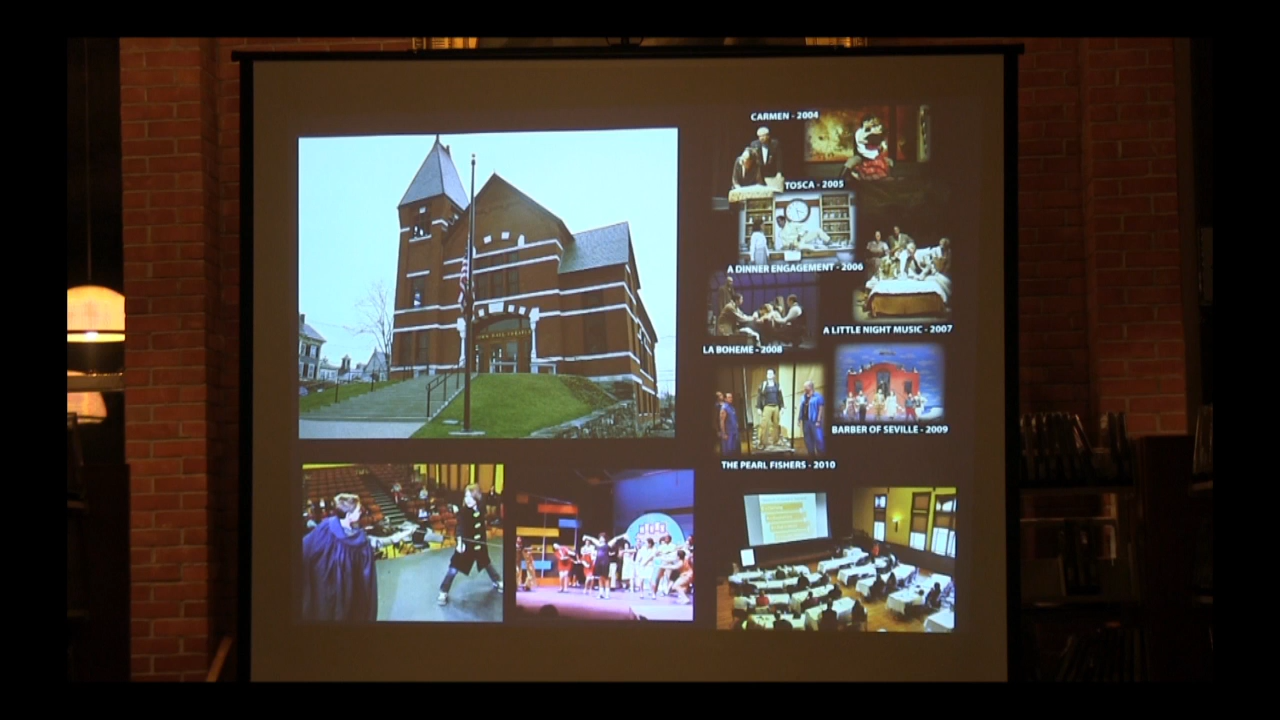 CARMEN - 2004
TOSCA - 2005
A DINNER ENGAGEMENT - 2006
A LITTLE NIGHT MUSIC - 2007
LA BOHEME - 2008
BARBER OF SEVILLE - 2009
THE PEARL FISHERS - 2010